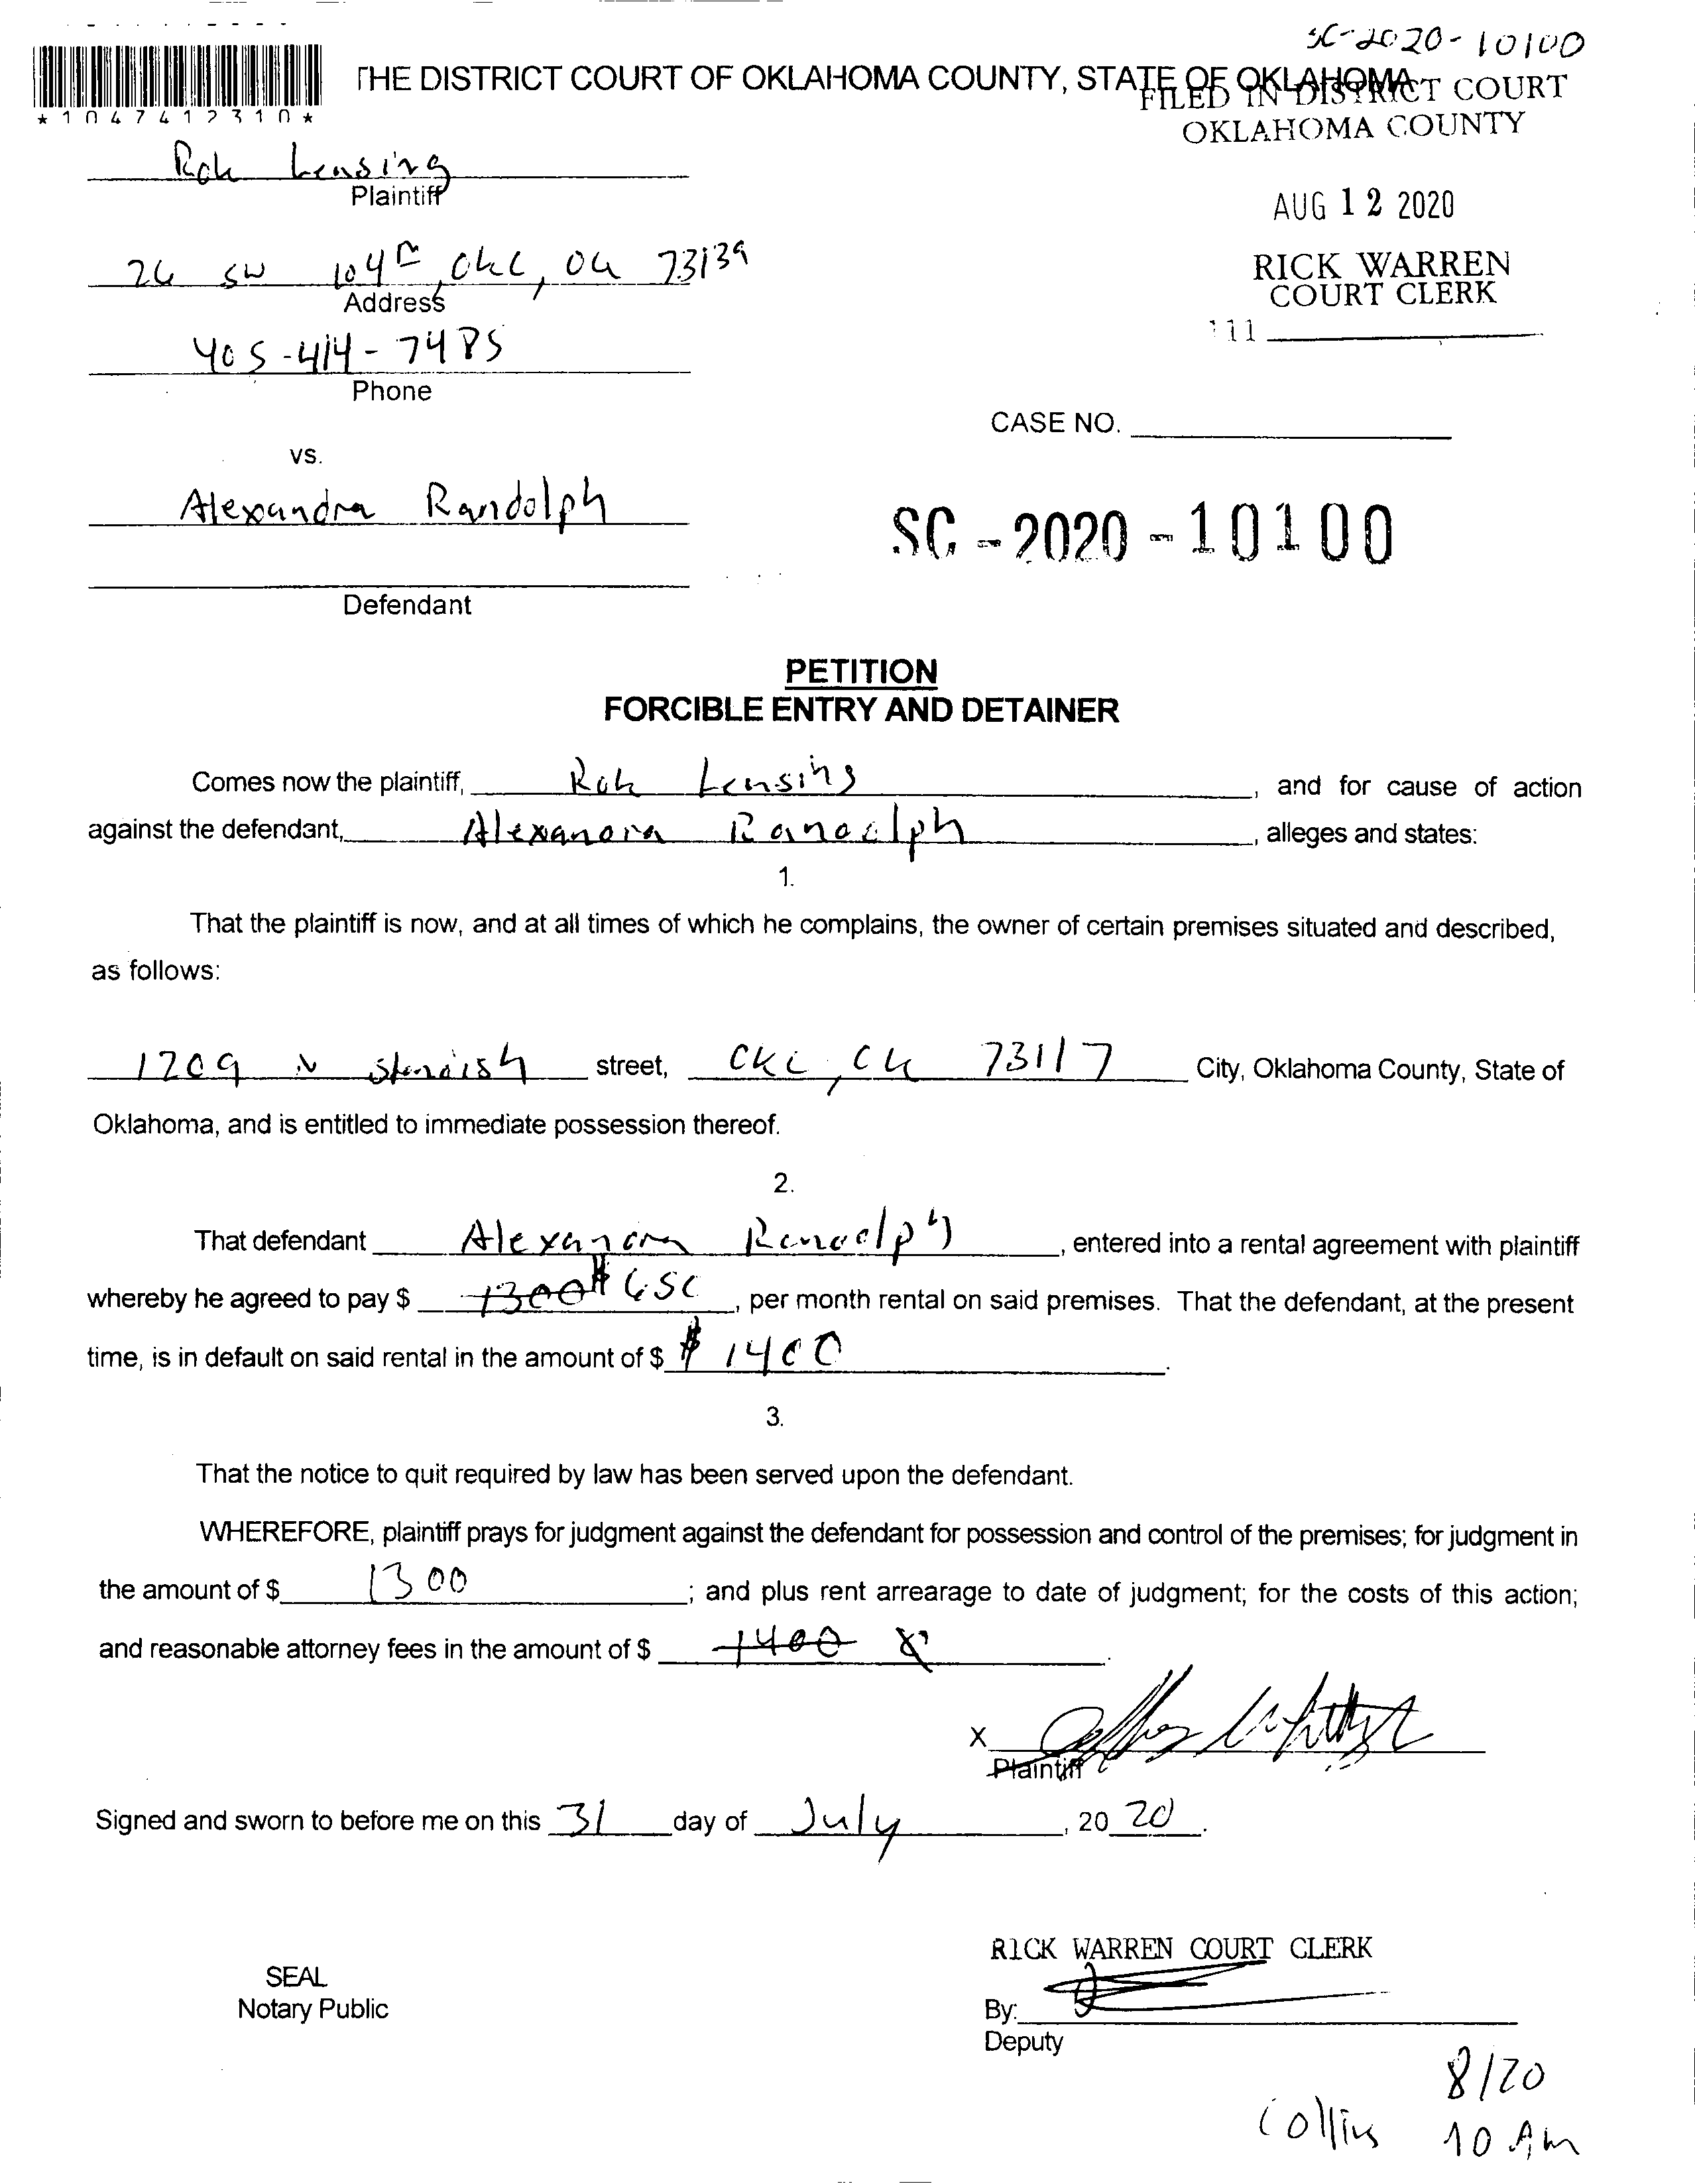 SC-2020-10100
THE DISTRICT COURT OF OKLAHOMA COUNTY, STATE OF OKLAHOMA
FILED IN DISTRICT COURT
OKLAHOMA COUNTY
*1047412310*
Leasing
Plaintiff
AUG 12 2020
26 SW 104th, OKC, OK 73139
Address
RICK WARREN
COURT CLERK
405-414-7485
Phone
111
CASE NO.
vs.
Alexandra Randolph
SC-2020-10100
Defendant
PETITION
FORCIBLE ENTRY AND DETAINER
Comes now the plaintiff, Leasing, and for cause of action
against the defendant, Alexandra Randolph, alleges and states:
1.
That the plaintiff is now, and at all times of which he complains, the owner of certain premises situated and described,
as follows:
1209 N Standish street, OKC, OK 73117 City, Oklahoma County, State of
Oklahoma, and is entitled to immediate possession thereof.
2.
That defendant Alexandra Randolph, entered into a rental agreement with plaintiff
whereby he agreed to pay $ 1300 $ 650, per month rental on said premises. That the defendant, at the present
time, is in default on said rental in the amount of $ $ 1400.
3.
That the notice to quit required by law has been served upon the defendant.
WHEREFORE, plaintiff prays for judgment against the defendant for possession and control of the premises; for judgment in
the amount of $ 1300; and plus rent arrearage to date of judgment; for the costs of this action;
and reasonable attorney fees in the amount of $ 1400.
X
Plaintiff
Signed and sworn to before me on this 31 day of July, 20 20.
RICK WARREN COURT CLERK
SEAL
Notary Public
By:
Deputy
8/20
Collins 10 AM